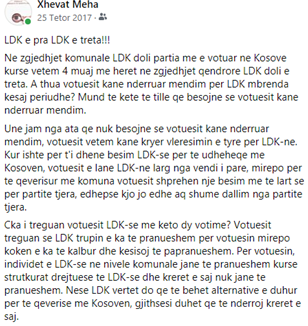 Xhevat Meha
25 Tetor 2017
LDK e pra LDK e treta!!!
Ne zgjedhjet komunale LDK doli partia me e votuar ne Kosove
kurse vetem 4 muaj me heret ne zgjedhjet qendrore LDK doli e
treta. A thua votuesit kane nderruar mendim per LDK mbrenda
kesaj periudhe? Mund te kete te tille qe besojne se votuesit kane
nderruar mendim.
Une jam nga ata qe nuk besojne se votuesit kane nderruar
mendim, votuesit vetem kane kryer vleresimin e tyre per LDK-ne.
Kur ishte per t'i dhene besim LDK-se per te udheheqe me
Kosoven, votuesit e lane LDK-ne larg nga vendi i pare, mirepo per
te qeverisur me komuna votuesit shprehen nje besim me te lart se
per partite tjera, edhepse kjo jo edhe aq shume dallim nga partite
tjera.
Cka i treguan votuesit LDK-se me keto dy votime? Votuesit
treguan se LDK trupin e ka te pranueshem per votuesin mirepo
koken e ka te kalbur dhe kesisoj te papranueshem. Per votuesin,
individet e LDK-se ne nivele komunale jane te pranueshem kurse
strukturat drejtuese te LDK-se dhe kreret e saj nuk jane te
pranueshem. Nese LDK vertet do qe te behet alternative e duhur
per te qeverise me Kosoven, gjithsesi duhet qe te nderroj kreret e
saj.